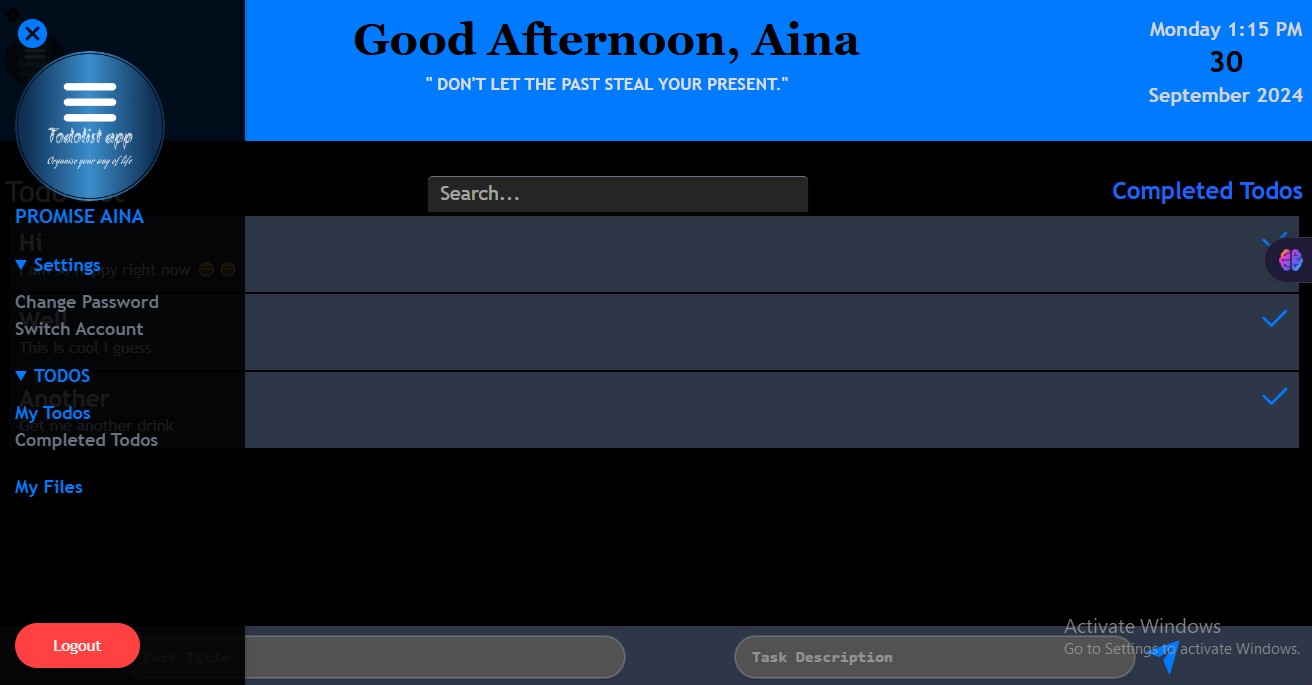 Good Afternoon, Aina
" DON'T LET THE PAST STEAL YOUR PRESENT."
Monday 1:15 PM
30
September 2024
Todolist app
Organise your way of life
Search...
Completed Todos
PROMISE AINA
Hi
▼ Settings
py right now 😁 😁
Change Password
Well
Switch Account
This is cool I guess
▼ TODOS
Another
My Todos
Get me another drink
Completed Todos
My Files
Logout
Task Title
Task Description
Activate Windows
Go to Settings to activate Windows.